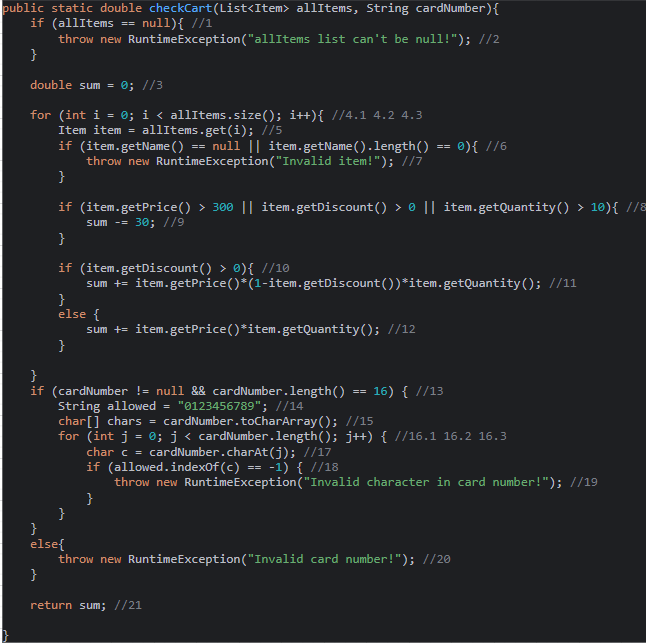 public static double checkCart(List<Item> allItems, String cardNumber){
if (allItems == null){ //1
throw new RuntimeException("allItems list can't be null!"); //2
}
double sum = 0; //3
for (int i = 0; i < allItems.size(); i++){ //4.1 4.2 4.3
Item item = allItems.get(i); //5
if (item.getName() == null || item.getName().length() == 0){ //6
throw new RuntimeException("Invalid item!"); //7
}
if (item.getPrice() > 300 || item.getDiscount() > 0 || item.getQuantity() > 10){ //8
sum -= 30; //9
}
if (item.getDiscount() > 0){ //10
sum += item.getPrice()*(1-item.getDiscount())*item.getQuantity(); //11
}
else {
sum += item.getPrice()*item.getQuantity(); //12
}
}
if (cardNumber != null && cardNumber.length() == 16) { //13
String allowed = "0123456789"; //14
char[] chars = cardNumber.toCharArray(); //15
for (int j = 0; j < cardNumber.length(); j++) { //16.1 16.2 16.3
char c = cardNumber.charAt(j); //17
if (allowed.indexOf(c) == -1) { //18
throw new RuntimeException("Invalid character in card number!"); //19
}
}
}
else{
throw new RuntimeException("Invalid card number!"); //20
}
return sum; //21
}